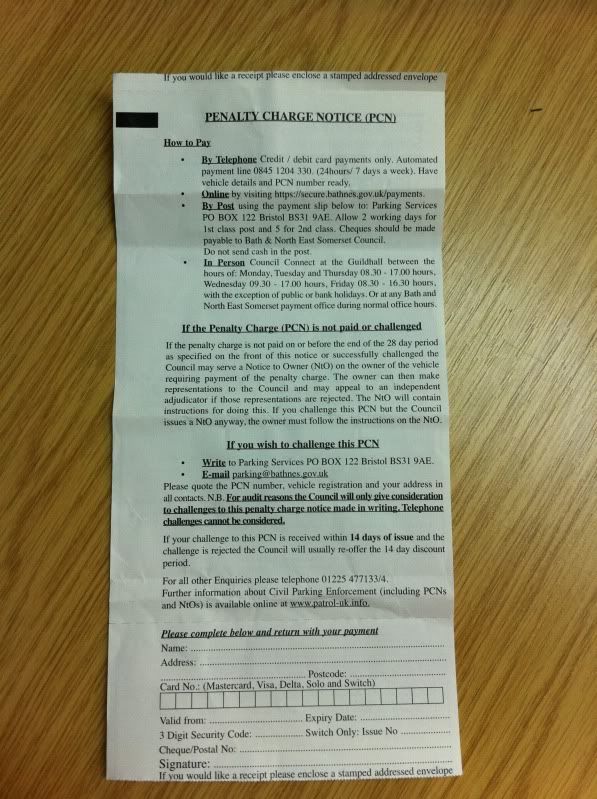 If you would like a receipt please enclose a stamped addressed envelope
PENALTY CHARGE NOTICE (PCN)
How to Pay
• By Telephone Credit / debit card payments only. Automated
payment line 0845 1204 330. (24hours/ 7 days a week). Have
vehicle details and PCN number ready.
• Online by visiting https://secure.bathnes.gov.uk/payments.
• By Post using the payment slip below to: Parking Services
PO BOX 122 Bristol BS31 9AE. Allow 2 working days for
1st class post and 5 for 2nd class. Cheques should be made
payable to Bath & North East Somerset Council.
Do not send cash in the post.
• In Person Council Connect at the Guildhall between the
hours of: Monday, Tuesday and Thursday 08.30 - 17.00 hours,
Wednesday 09.30 - 17.00 hours, Friday 08.30 - 16.30 hours,
with the exception of public or bank holidays. Or at any Bath and
North East Somerset payment office during normal office hours.
If the Penalty Charge (PCN) is not paid or challenged
If the penalty charge is not paid on or before the end of the 28 day period
as specified on the front of this notice or successfully challenged the
Council may serve a Notice to Owner (NtO) on the owner of the vehicle
requiring payment of the penalty charge. The owner can then make
representations to the Council and may appeal to an independent
adjudicator if those representations are rejected. The NtO will contain
instructions for doing this. If you challenge this PCN but the Council
issues a NtO anyway, the owner must follow the instructions on the NtO.
If you wish to challenge this PCN
• Write to Parking Services PO BOX 122 Bristol BS31 9AE.
• E-mail parking@bathnes.gov.uk
Please quote the PCN number, vehicle registration and your address in
all contacts. N.B. For audit reasons the Council will only give consideration
to challenges to this penalty charge notice made in writing. Telephone
challenges cannot be considered.
If your challenge to this PCN is received within 14 days of issue and the
challenge is rejected the Council will usually re-offer the 14 day discount
period.
For all other Enquiries please telephone 01225 477133/4.
Further information about Civil Parking Enforcement (including PCNs
and NtOs) is available online at www.patrol-uk.info.
Please complete below and return with your payment
Name:
Address:
Postcode:
Card No.: (Mastercard, Visa, Delta, Solo and Switch)
Valid from: Expiry Date:
3 Digit Security Code: Switch Only: Issue No
Cheque/Postal No:
Signature:
If you would like a receipt please enclose a stamped addressed envelope